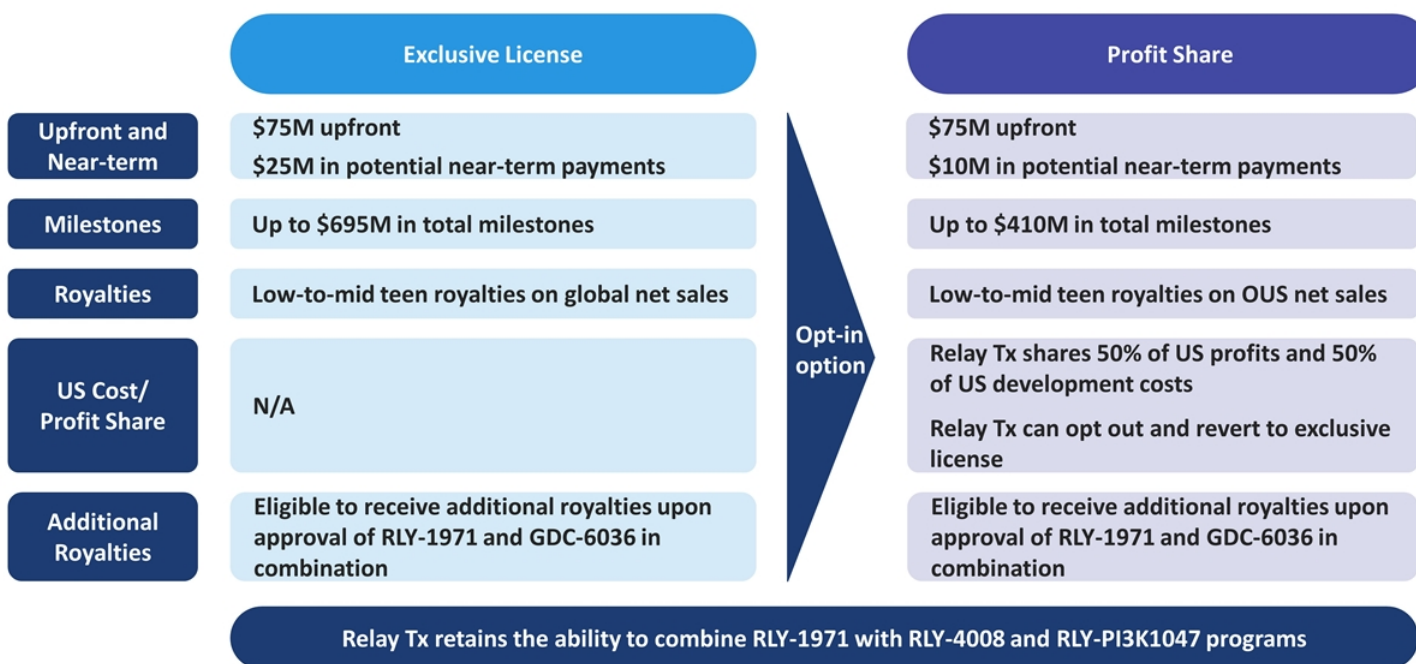 Exclusive License
Profit Share
Upfront and
Near-term
$75M upfront
$25M in potential near-term payments
$75M upfront
$10M in potential near-term payments
Milestones
Up to $695M in total milestones
Up to $410M in total milestones
Royalties
Low-to-mid teen royalties on global net sales
Low-to-mid teen royalties on OUS net sales
Opt-in
option
US Cost/
Profit Share
N/A
Relay Tx shares 50% of US profits and 50%
of US development costs
Relay Tx can opt out and revert to exclusive
license
Additional
Royalties
Eligible to receive additional royalties upon
approval of RLY-1971 and GDC-6036 in
combination
Eligible to receive additional royalties upon
approval of RLY-1971 and GDC-6036 in
combination
Relay Tx retains the ability to combine RLY-1971 with RLY-4008 and RLY-PI3K1047 programs